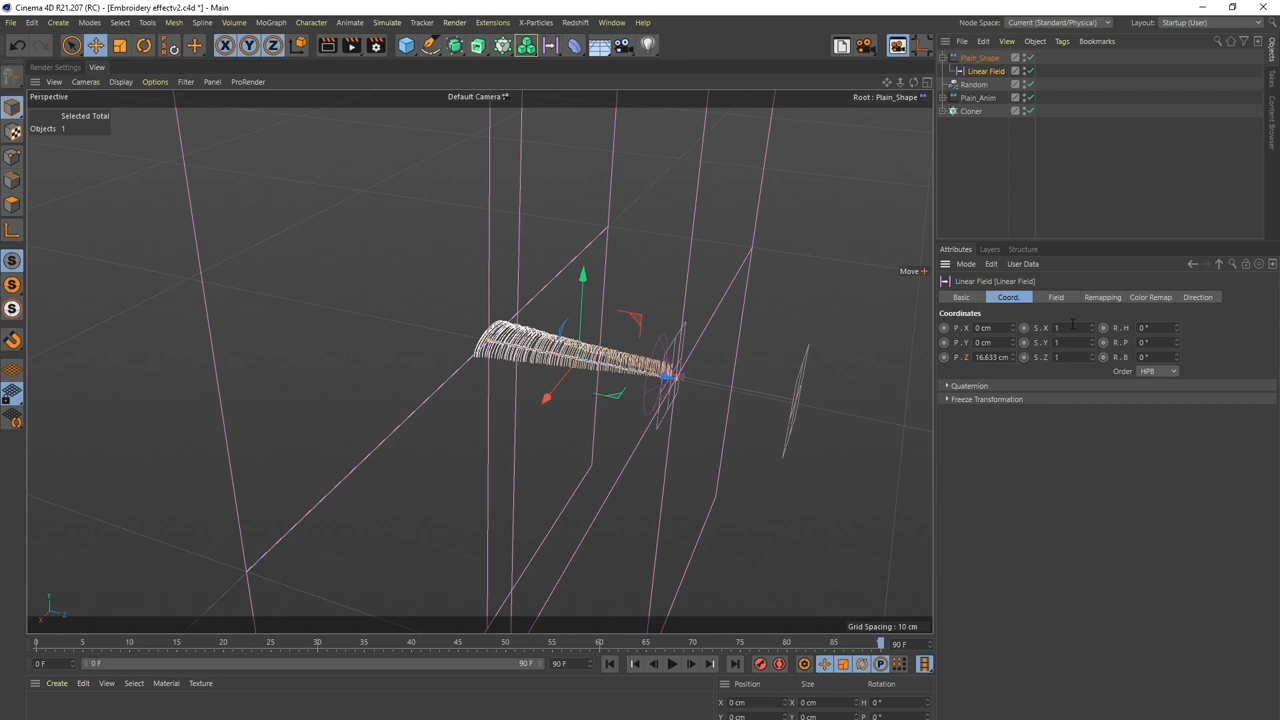 Cinema 4D R21.207 (RC) - [Embroidery effectv2.c4d *] - Main
File Edit Create Modes Select Tools Mesh Spline Volume MoGraph Character Animate Simulate Tracker Render Extensions X-Particles Redshift Window Help
Node Space: Current (Standard/Physical) Layout: Startup (User)
File Edit View Object Tags Bookmarks
Render Settings View
View Cameras Display Options Filter Panel ProRender
Perspective Default Camera Root : Plain_Shape
Selected Total
Objects 1
Plain_Shape
Linear Field
Random
Plain_Anim
Cloner
Objects
Takes
Content Browser
Attributes Layers Structure
Mode Edit User Data
Move
Linear Field [Linear Field]
Basic Coord. Field Remapping Color Remap Direction
Coordinates
P . X 0 cm S . X 1 R . H 0 °
P . Y 0 cm S . Y 1 R . P 0 °
P . Z 16.633 cm S . Z 1 R . B 0 °
Order HPB
Quaternion
Freeze Transformation
Y
X Z
Grid Spacing : 10 cm
0 5 10 15 20 25 30 35 40 45 50 55 60 65 70 75 80 85 90 F
0 F 0 F 90 F 90 F
Create Edit View Select Material Texture
Position Size Rotation
X 0 cm X 0 cm H 0 °
Y 0 cm Y 0 cm P 0 °